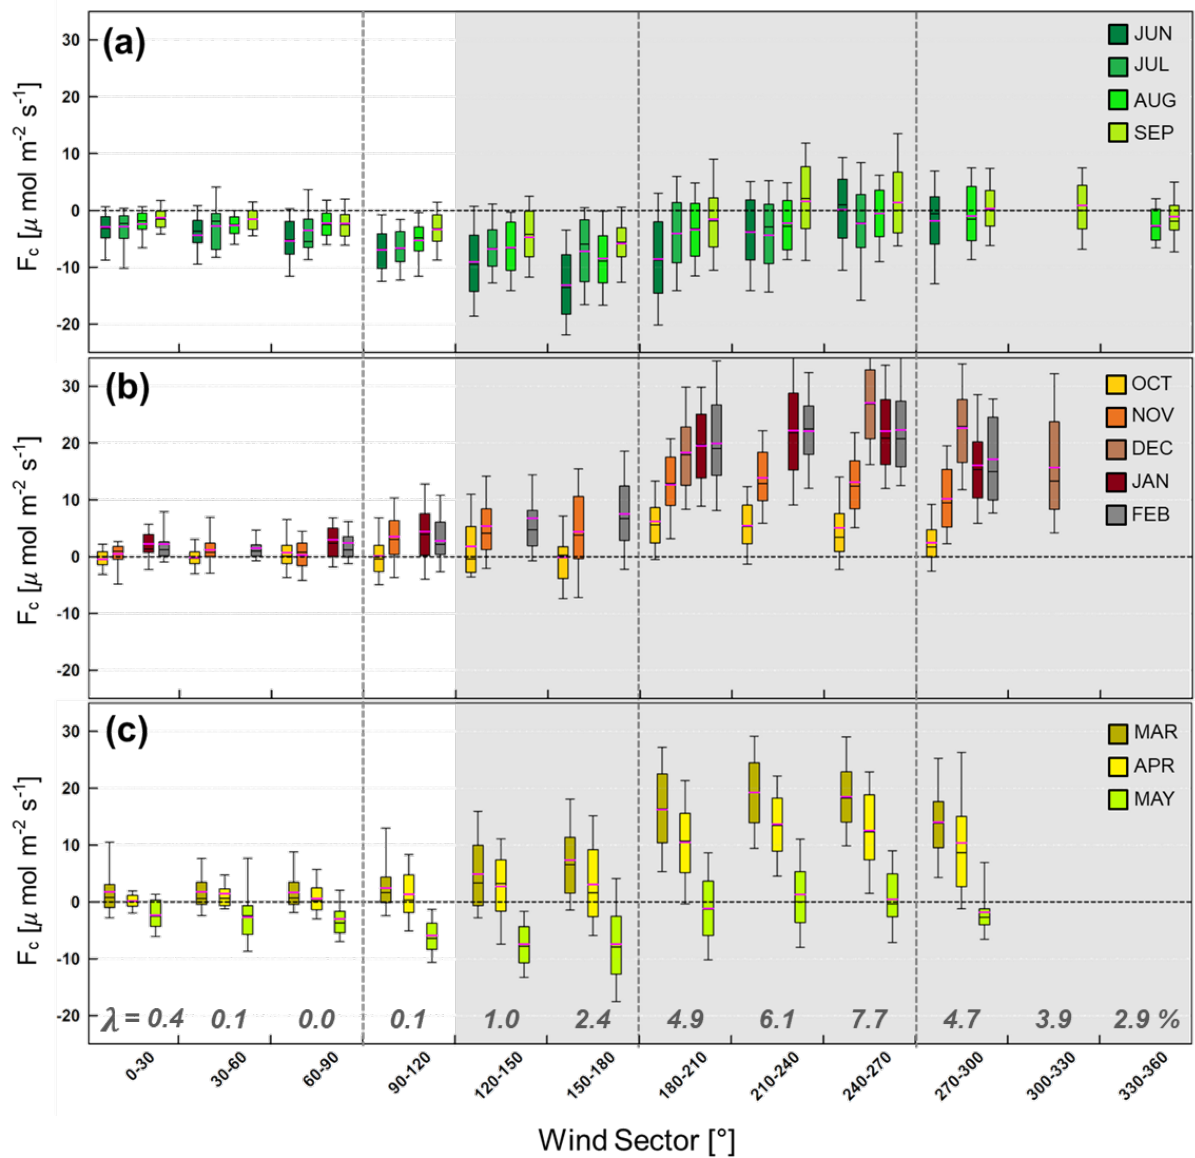 (a)
30
20
10
0
-10
-20
F_c [μ mol m⁻² s⁻¹]
JUN
JUL
AUG
SEP
(b)
30
20
10
0
-10
-20
F_c [μ mol m⁻² s⁻¹]
OCT
NOV
DEC
JAN
FEB
(c)
30
20
10
0
-10
-20
F_c [μ mol m⁻² s⁻¹]
MAR
APR
MAY
λ = 0.4 0.1 0.0 0.1 1.0 2.4 4.9 6.1 7.7 4.7 3.9 2.9 %
0-30 30-60 60-90 90-120 120-150 150-180 180-210 210-240 240-270 270-300 300-330 330-360
Wind Sector [°]